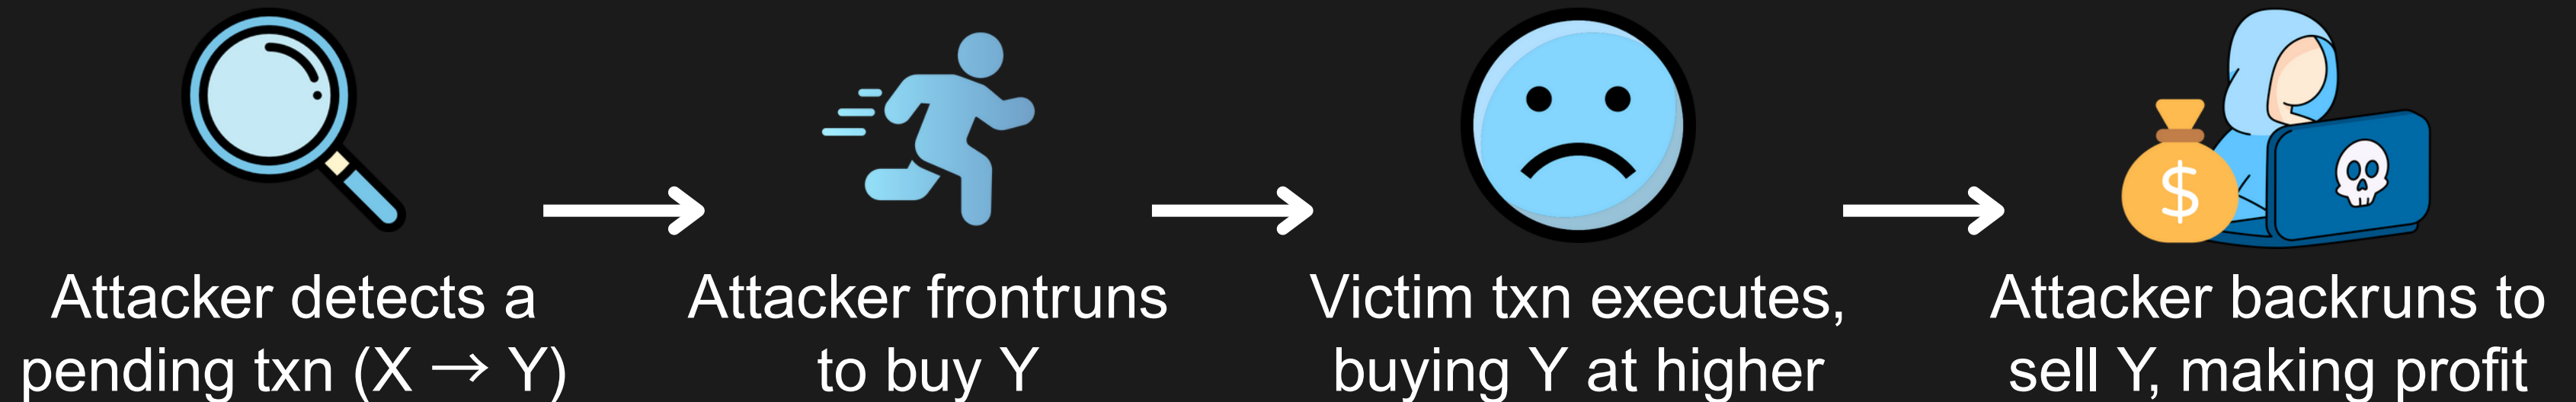 Attacker detects a
pending txn (X → Y)
Attacker frontruns
to buy Y
Victim txn executes,
buying Y at higher
Attacker backruns to
sell Y, making profit
$